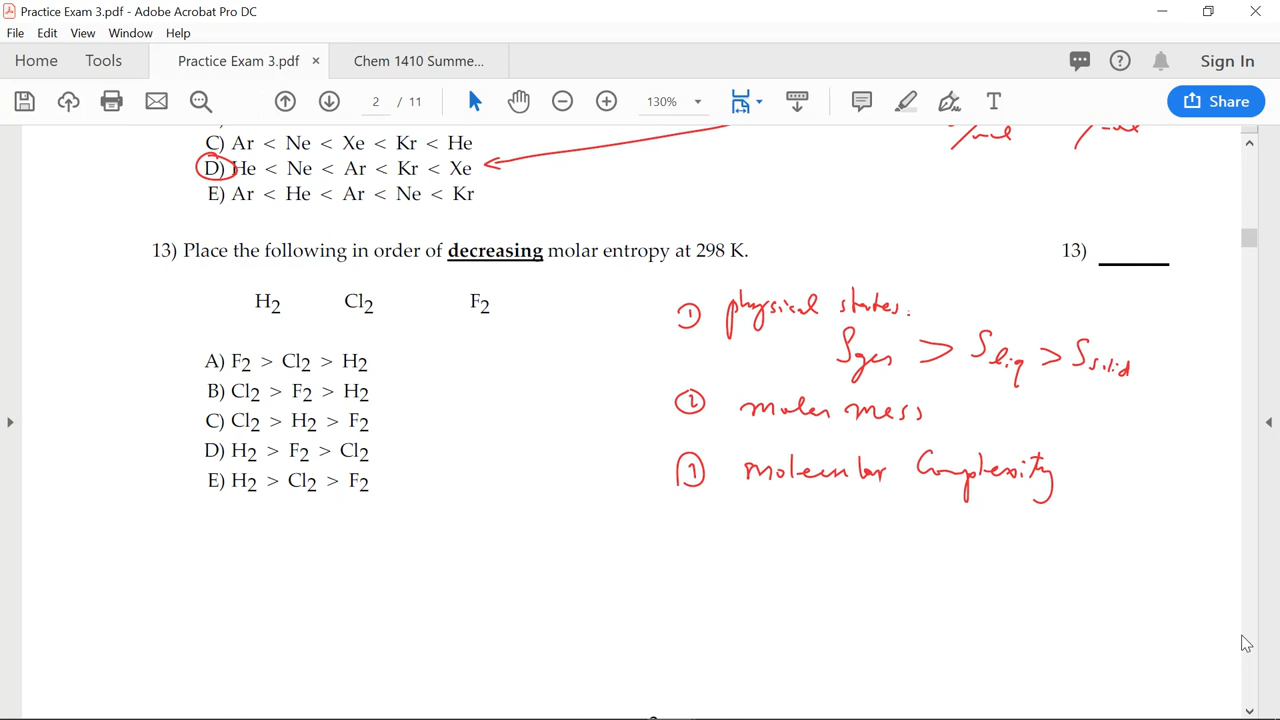 Practice Exam 3.pdf - Adobe Acrobat Pro DC
File Edit View Window Help
Home Tools Practice Exam 3.pdf × Chem 1410 Summe... Sign In
2 / 11 130% Share
C) Ar < Ne < Xe < Kr < He
D) He < Ne < Ar < Kr < Xe
E) Ar < He < Ar < Ne < Kr
13) Place the following in order of decreasing molar entropy at 298 K. 13)
H2 Cl2 F2
① physical states.
Sgas > Sliq > Ssolid
A) F2 > Cl2 > H2
B) Cl2 > F2 > H2
② molar mass
C) Cl2 > H2 > F2
D) H2 > F2 > Cl2
molecular Complexity
E) H2 > Cl2 > F2